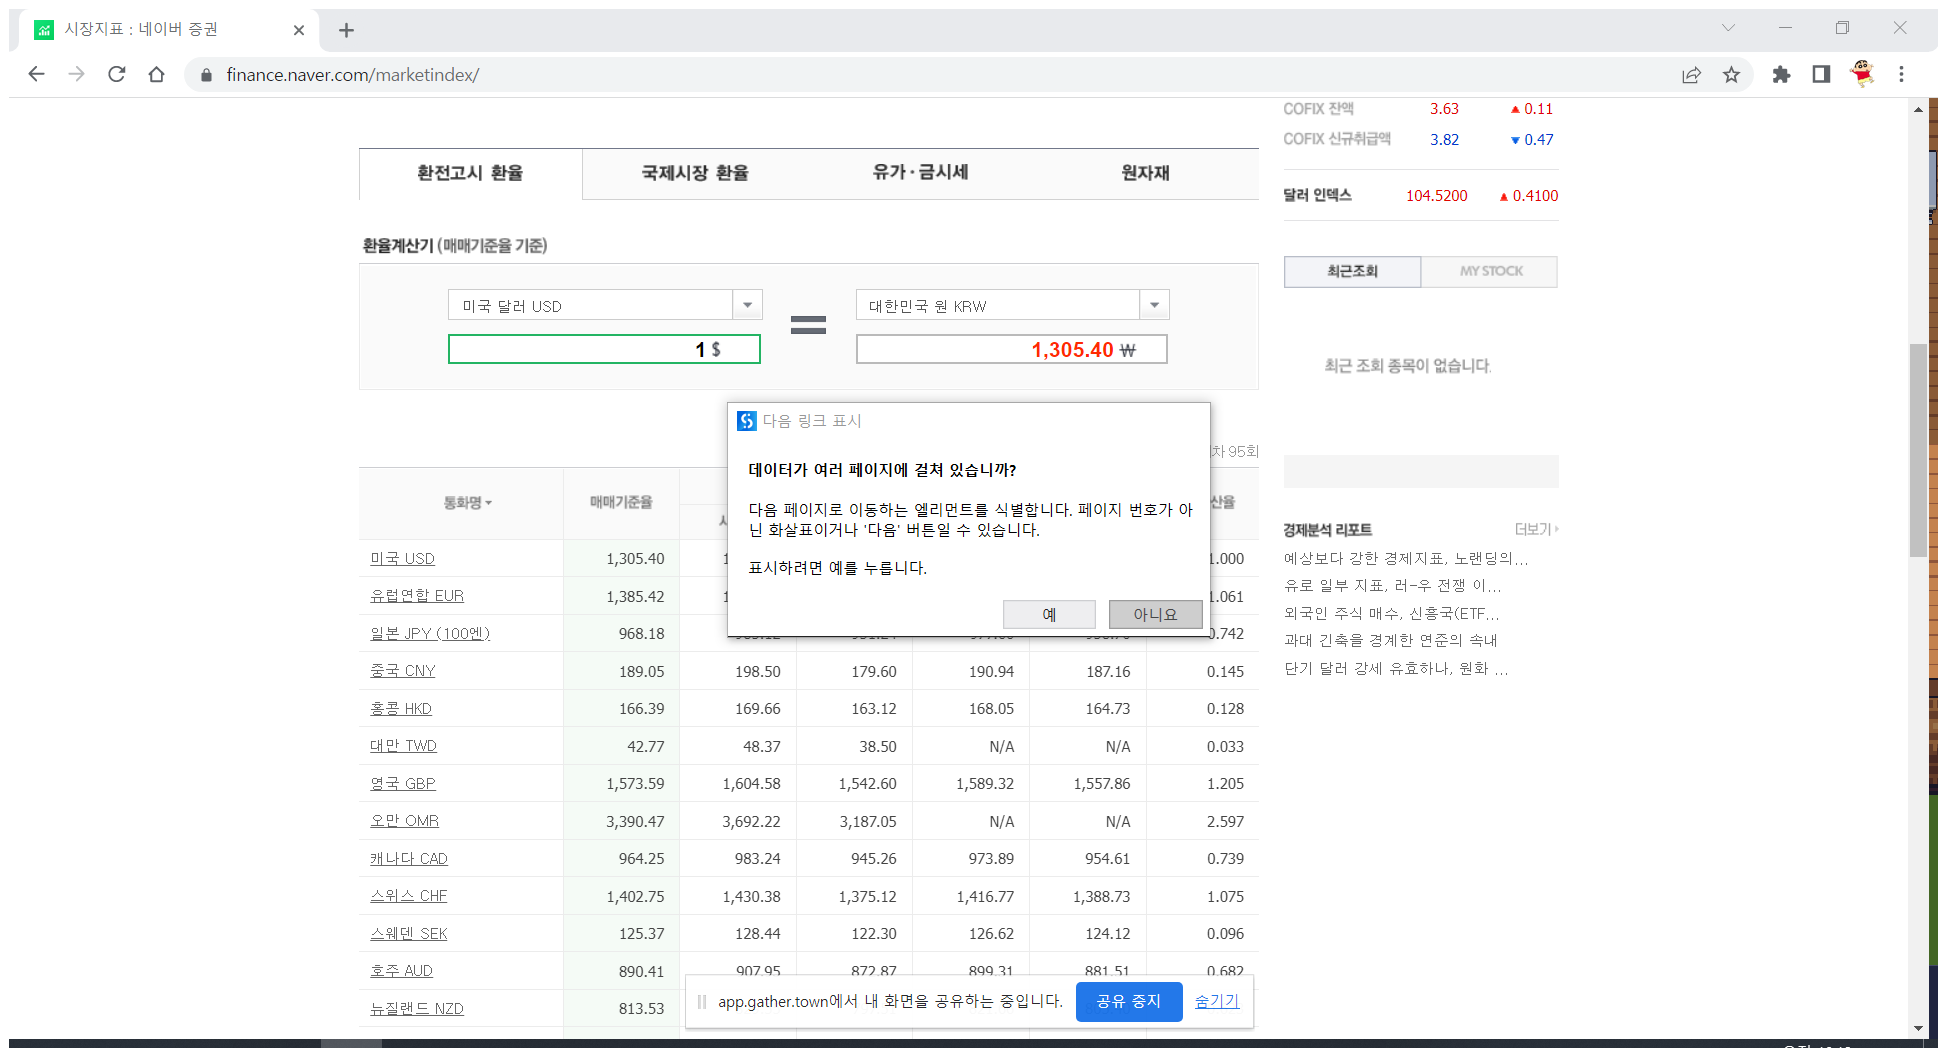 시장지표 : 네이버 증권
finance.naver.com/marketindex/
COFIX 잔액 3.63 ▲ 0.11
COFIX 신규취급액 3.82 ▼ 0.47
달러 인덱스 104.5200 ▲ 0.4100
환전고시 환율 국제시장 환율 유가·금시세 원자재
환율계산기 (매매기준율 기준)
미국 달러 USD 대한민국 원 KRW
1 $ = 1,305.40 ₩
최근조회 MY STOCK
최근 조회 종목이 없습니다.
차 95회
다음 링크 표시
데이터가 여러 페이지에 걸쳐 있습니까?
다음 페이지로 이동하는 엘리먼트를 식별합니다. 페이지 번호가 아
닌 화살표이거나 '다음' 버튼일 수 있습니다.
표시하려면 예를 누릅니다.
예 아니요
통화명 매매기준율 산율
미국 USD 1,305.40 1.000
유럽연합 EUR 1,385.42 1.061
일본 JPY (100엔) 968.18 0.742
중국 CNY 189.05 198.50 179.60 190.94 187.16 0.145
홍콩 HKD 166.39 169.66 163.12 168.05 164.73 0.128
대만 TWD 42.77 48.37 38.50 N/A N/A 0.033
영국 GBP 1,573.59 1,604.58 1,542.60 1,589.32 1,557.86 1.205
오만 OMR 3,390.47 3,692.22 3,187.05 N/A N/A 2.597
캐나다 CAD 964.25 983.24 945.26 973.89 954.61 0.739
스위스 CHF 1,402.75 1,430.38 1,375.12 1,416.77 1,388.73 1.075
스웨덴 SEK 125.37 128.44 122.30 126.62 124.12 0.096
호주 AUD 890.41 907.95 872.87 899.31 881.51 0.682
뉴질랜드 NZD 813.53
경제분석 리포트 더보기
예상보다 강한 경제지표, 노랜딩의...
유로 일부 지표, 러-우 전쟁 이...
외국인 주식 매수, 신흥국(ETF...
과대 긴축을 경계한 연준의 속내
단기 달러 강세 유효하나, 원화 ...
app.gather.town에서 내 화면을 공유하는 중입니다. 공유 중지 숨기기